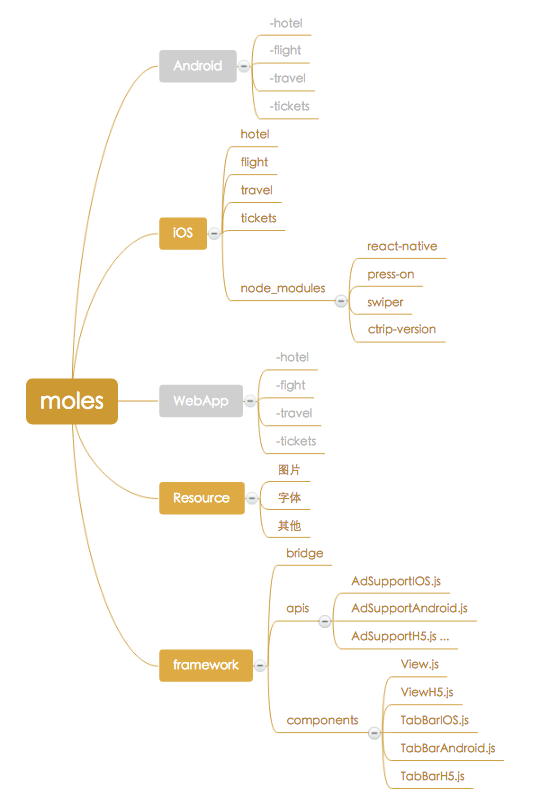 moles
Android
-hotel
-flight
-travel
-tickets
iOS
hotel
flight
travel
tickets
node_modules
react-native
press-on
swiper
ctrip-version
WebApp
-hotel
-fight
-travel
-tickets
Resource
图片
字体
其他
framework
bridge
apis
AdSupportIOS.js
AdSupportAndroid.js
AdSupportH5.js ...
components
View.js
ViewH5.js
TabBarIOS.js
TabBarAndroid.js
TabBarH5.js